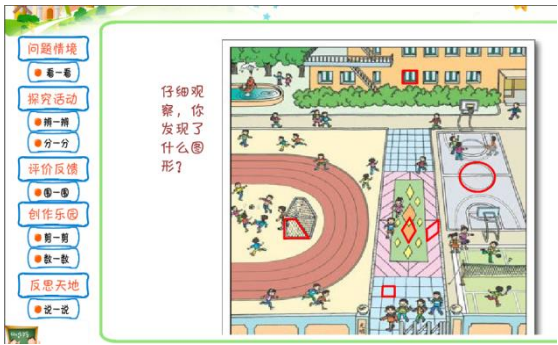 问题情境
看一看
探究活动
辨一辨
分一分
评价反馈
围一围
创作乐园
剪一剪
数一数
反思天地
说一说
仔细观
察，你
发现了
什么图
形？